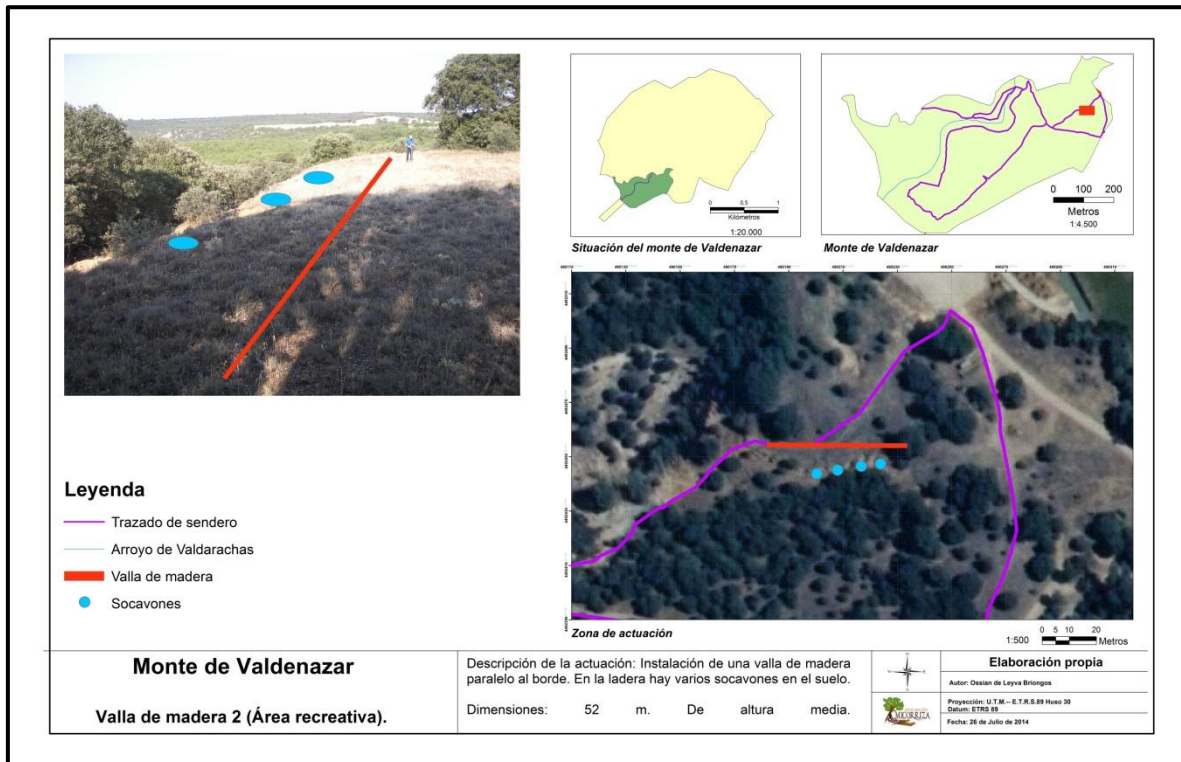 0 0.5 1
Kilómetros
1:20.000
Situación del monte de Valdenazar
0 100 200
Metros
1:4.500
Monte de Valdenazar
Zona de actuación
1:500
0 5 10 20
Metros
Leyenda
Trazado de sendero
Arroyo de Valdarachas
Valla de madera
Socavones
Monte de Valdenazar
Valla de madera 2 (Área recreativa).
Descripción de la actuación: Instalación de una valla de madera
paralelo al borde. En la ladera hay varios socavones en el suelo.
Dimensiones: 52 m. De altura media.
MICORRIZA
Elaboración propia
Autor: Ossian de Leyva Briongos
Proyección: U.T.M.-- E.T.R.S.89 Huso 30
Datum: ETRS 89
Fecha: 26 de Julio de 2014